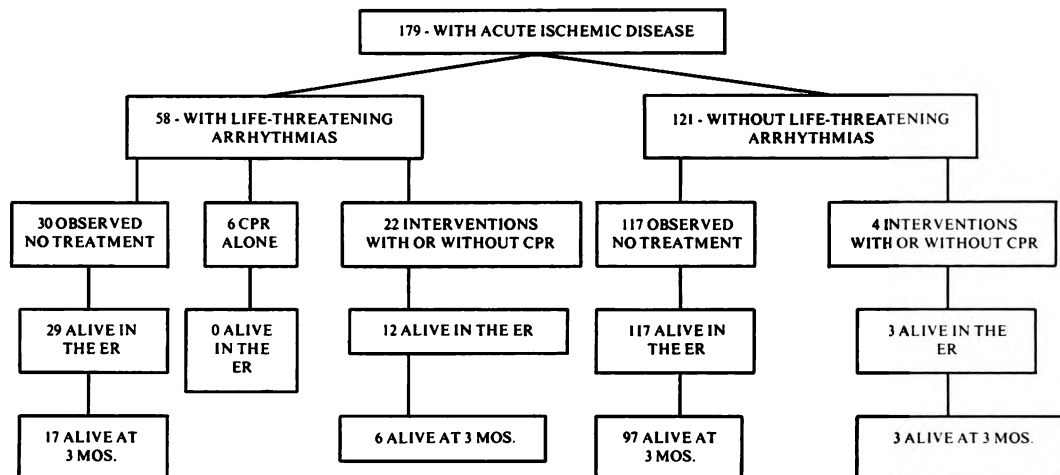 179 - WITH ACUTE ISCHEMIC DISEASE
58 - WITH LIFE-THREATENING
ARRHYTHMIAS
121 - WITHOUT LIFE-THREATENING
ARRHYTHMIAS
30 OBSERVED
NO TREATMENT
6 CPR
ALONE
22 INTERVENTIONS
WITH OR WITHOUT CPR
117 OBSERVED
NO TREATMENT
4 INTERVENTIONS
WITH OR WITHOUT CPR
29 ALIVE IN
THE ER
0 ALIVE
IN THE
ER
12 ALIVE IN THE ER
117 ALIVE IN
THE ER
3 ALIVE IN THE
ER
17 ALIVE AT
3 MOS.
6 ALIVE AT 3 MOS.
97 ALIVE AT
3 MOS.
3 ALIVE AT 3 MOS.